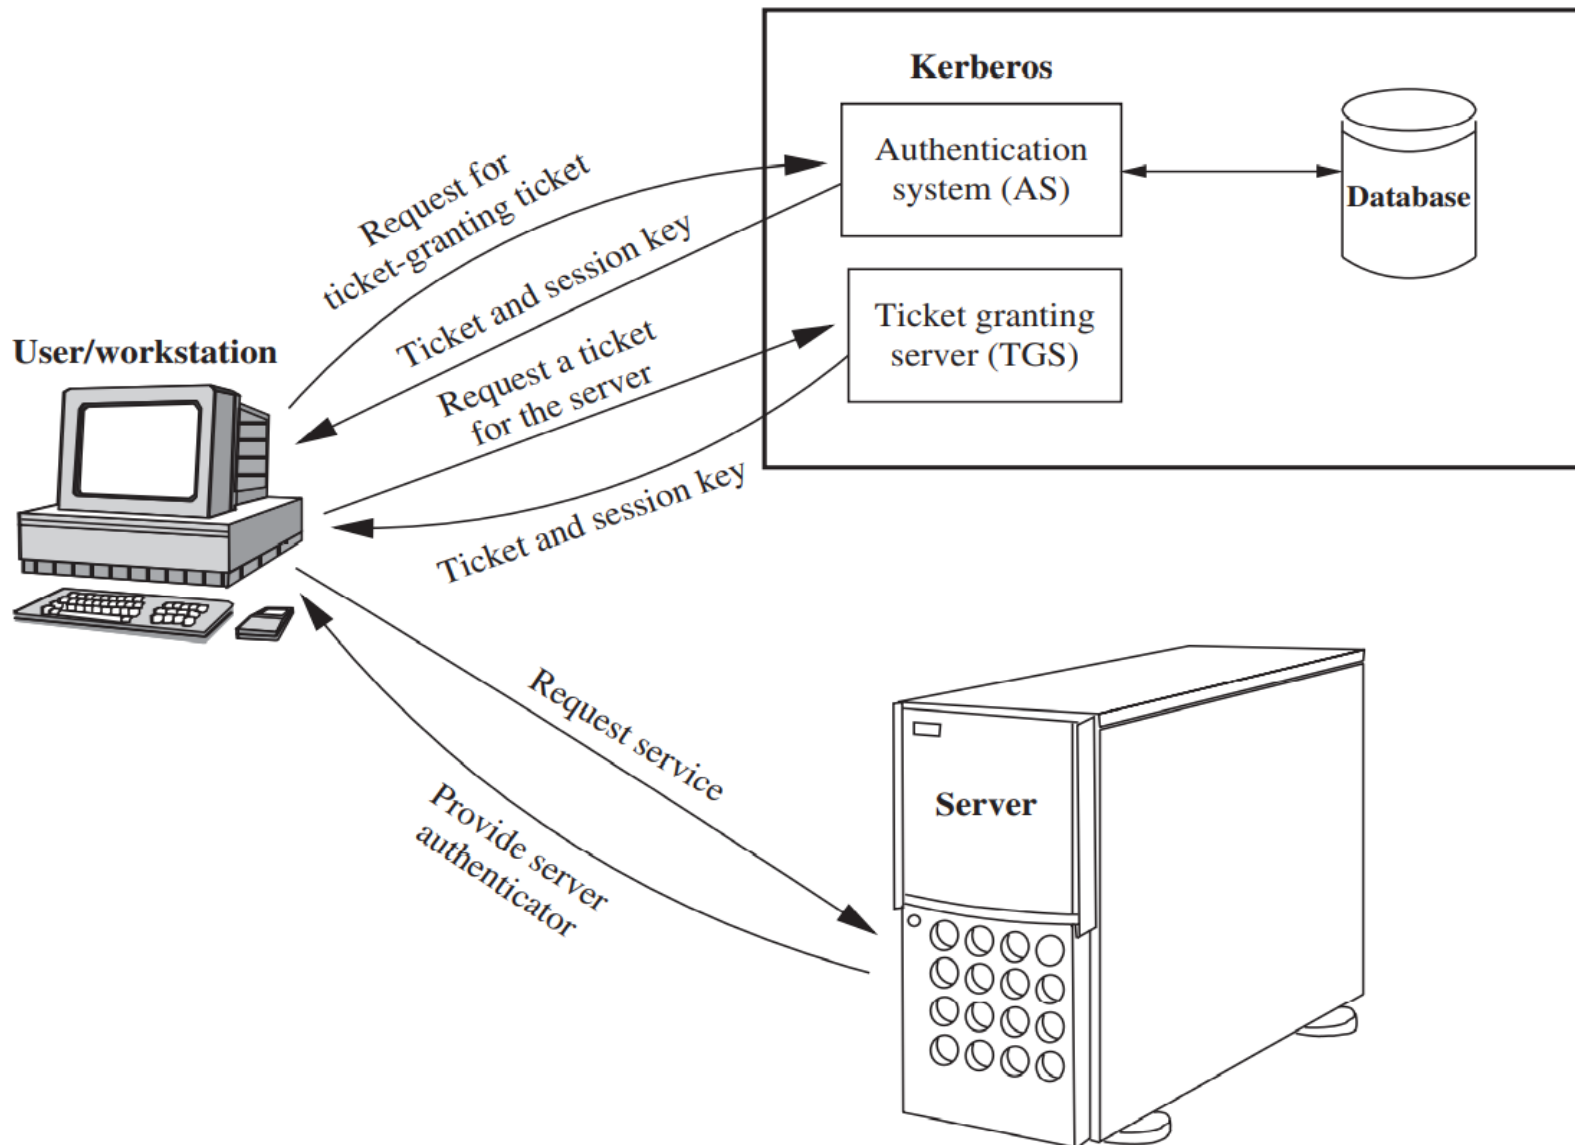 Kerberos
Authentication
system (AS)
Database
Request for
ticket-granting ticket
Ticket and session key
Ticket granting
server (TGS)
User/workstation
Request a ticket
for the server
Ticket and session key
Request service
Provide server
authenticator
Server